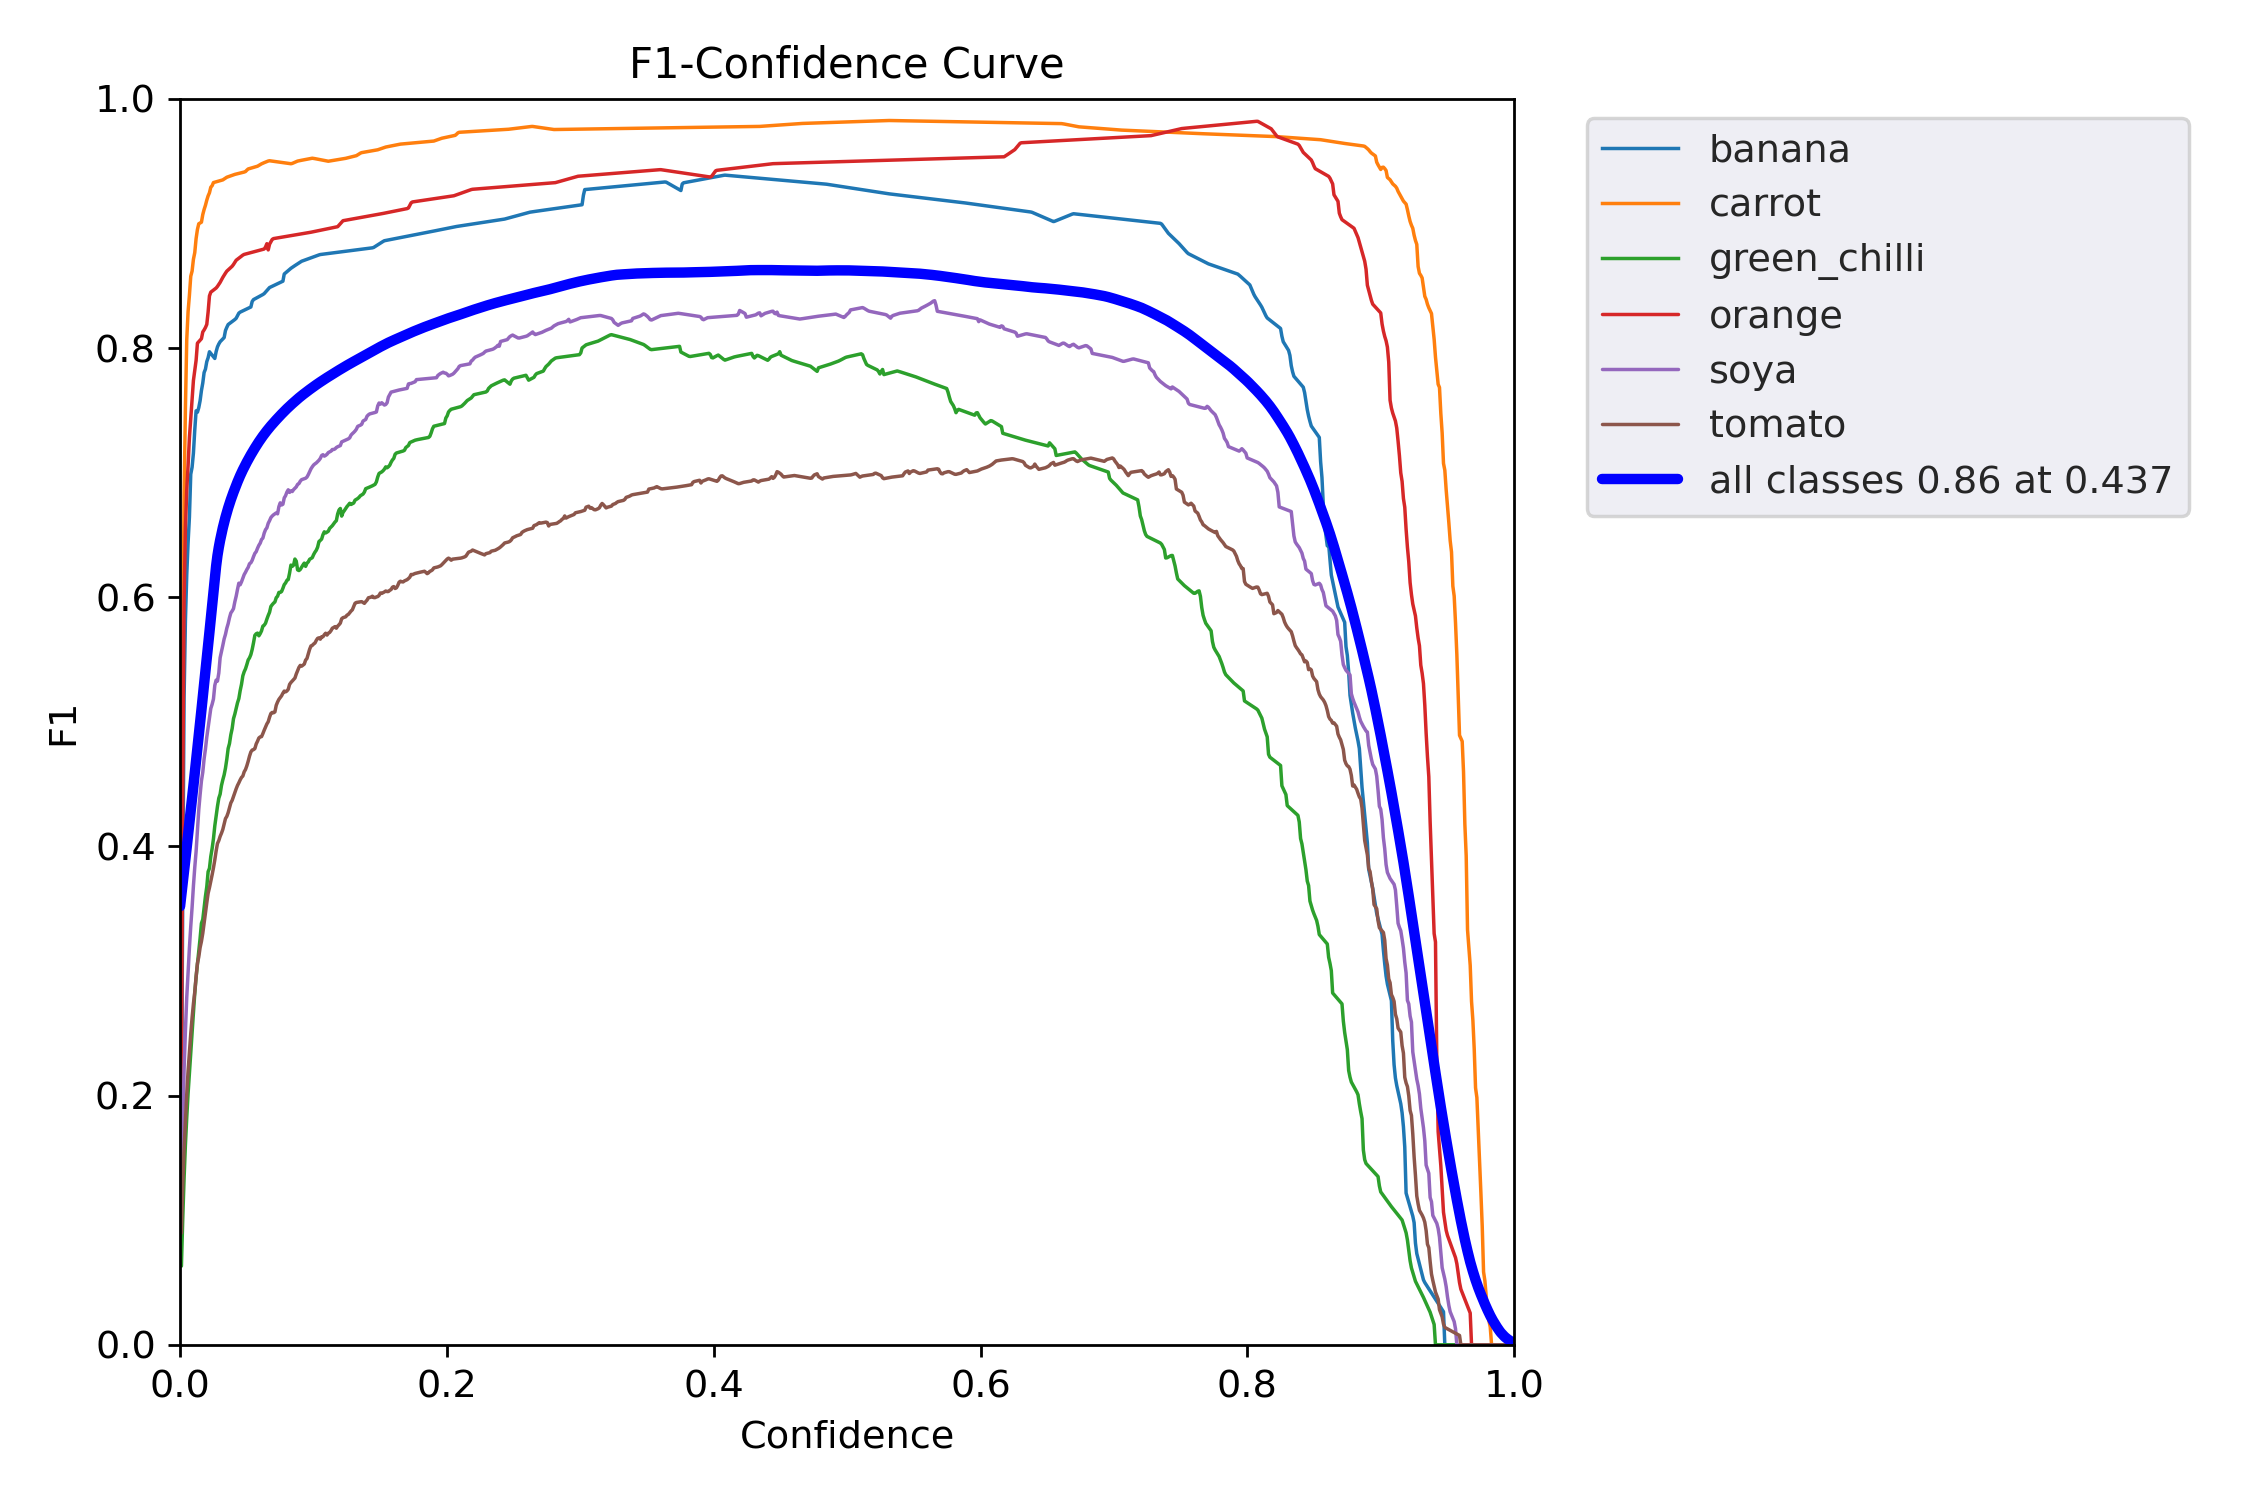 F1-Confidence Curve
1.0
0.8
0.6
0.4
0.2
0.0
F1
0.0 0.2 0.4 0.6 0.8 1.0
Confidence
banana
carrot
green_chilli
orange
soya
tomato
all classes 0.86 at 0.437